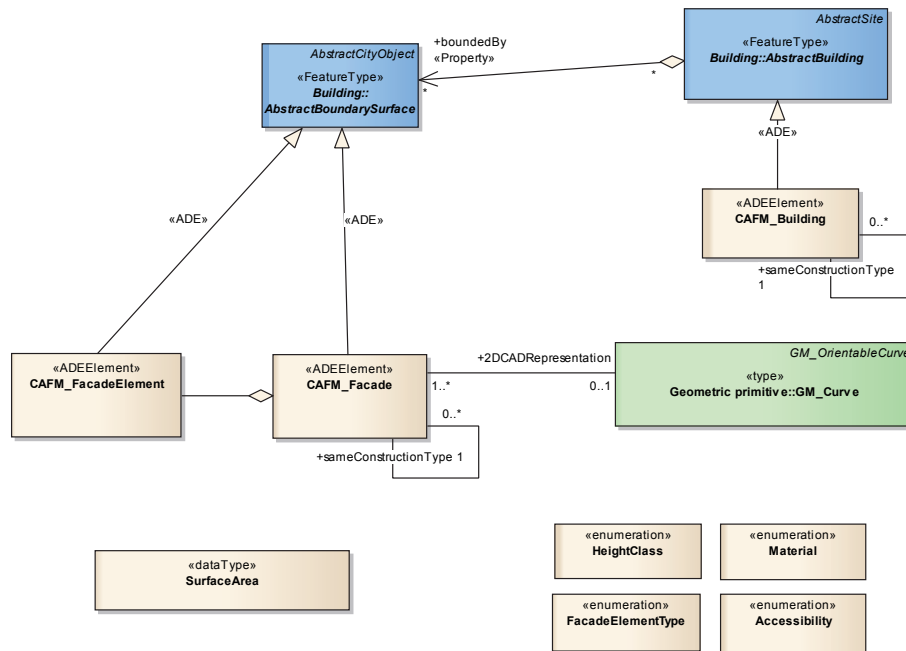 AbstractSite
«FeatureType»
Building::AbstractBuilding
+boundedBy
«Property»
*
*
AbstractCityObject
«FeatureType»
Building::
AbstractBoundarySurface
«ADE»
«ADEElement»
CAFM_Building
0..*
+sameConstructionType
1
«ADE»
«ADE»
«ADEElement»
CAFM_FacadeElement
«ADEElement»
CAFM_Facade
+2DCADRepresentation
1..*
0..1
0..*
+sameConstructionType 1
GM_OrientableCurve
«type»
Geometric primitive::GM_Curve
«dataType»
SurfaceArea
«enumeration»
HeightClass
«enumeration»
Material
«enumeration»
FacadeElementType
«enumeration»
Accessibility